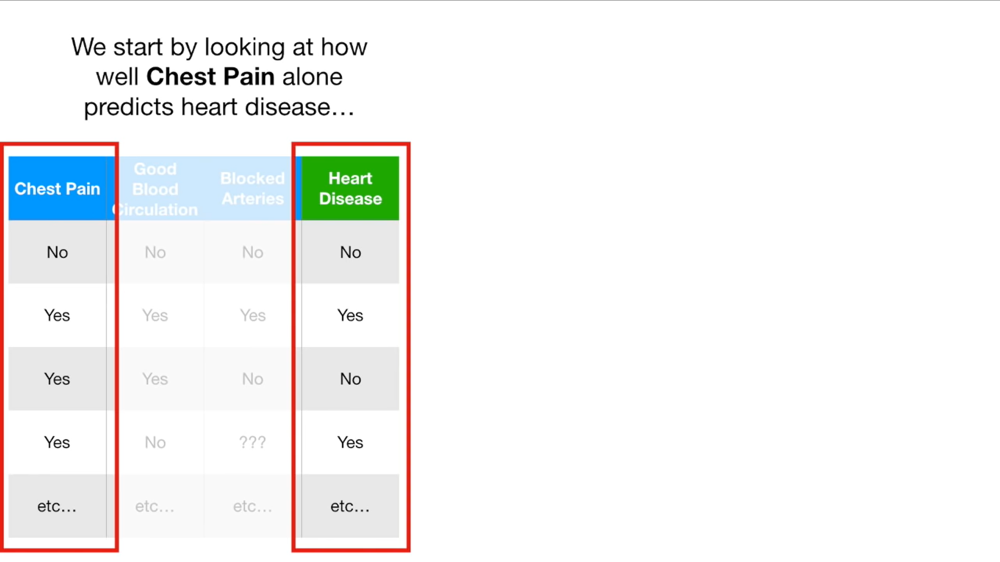 We start by looking at how
well Chest Pain alone
predicts heart disease…
Chest Pain
Good
Blood
Circulation
Blocked
Arteries
Heart
Disease
No No No No
Yes Yes Yes Yes
Yes Yes No No
Yes No ??? Yes
etc… etc… etc… etc…